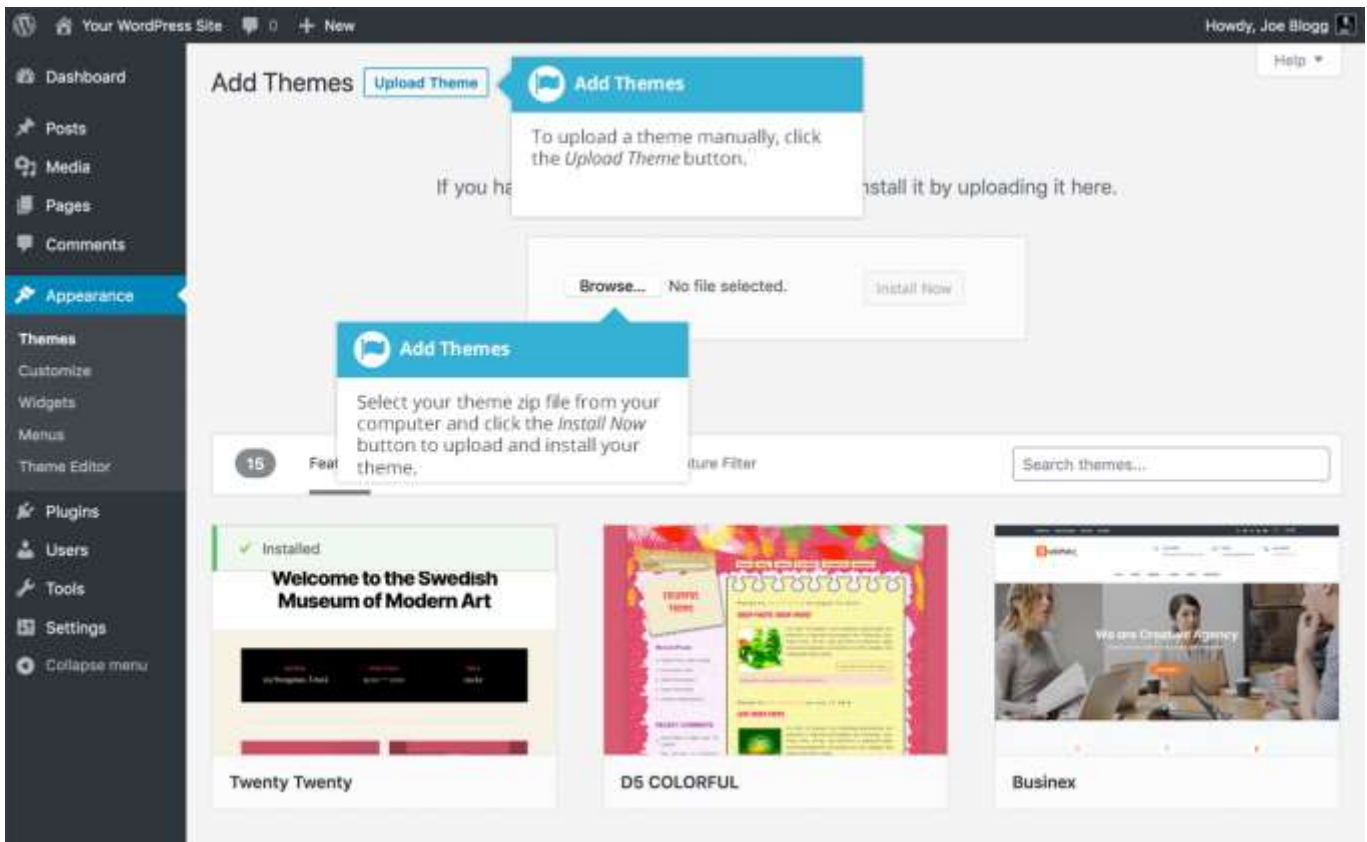 Your WordPress Site 0 + New Howdy, Joe Blogg
Help
Dashboard
Posts
Media
Pages
Comments
Appearance
Themes
Customize
Widgets
Menus
Theme Editor
Plugins
Users
Tools
Settings
Collapse menu
Add Themes Upload Theme
Add Themes
To upload a theme manually, click
the Upload Theme button.
If you ha
nstall it by uploading it here.
Browse... No file selected. Install Now
Add Themes
Select your theme zip file from your
computer and click the Install Now
button to upload and install your
theme.
15 Feat ture Filter Search themes...
Installed
Welcome to the Swedish
Museum of Modern Art
Twenty Twenty
COLORFUL
THEME
D5 COLORFUL
We are Creative Agency
Businex